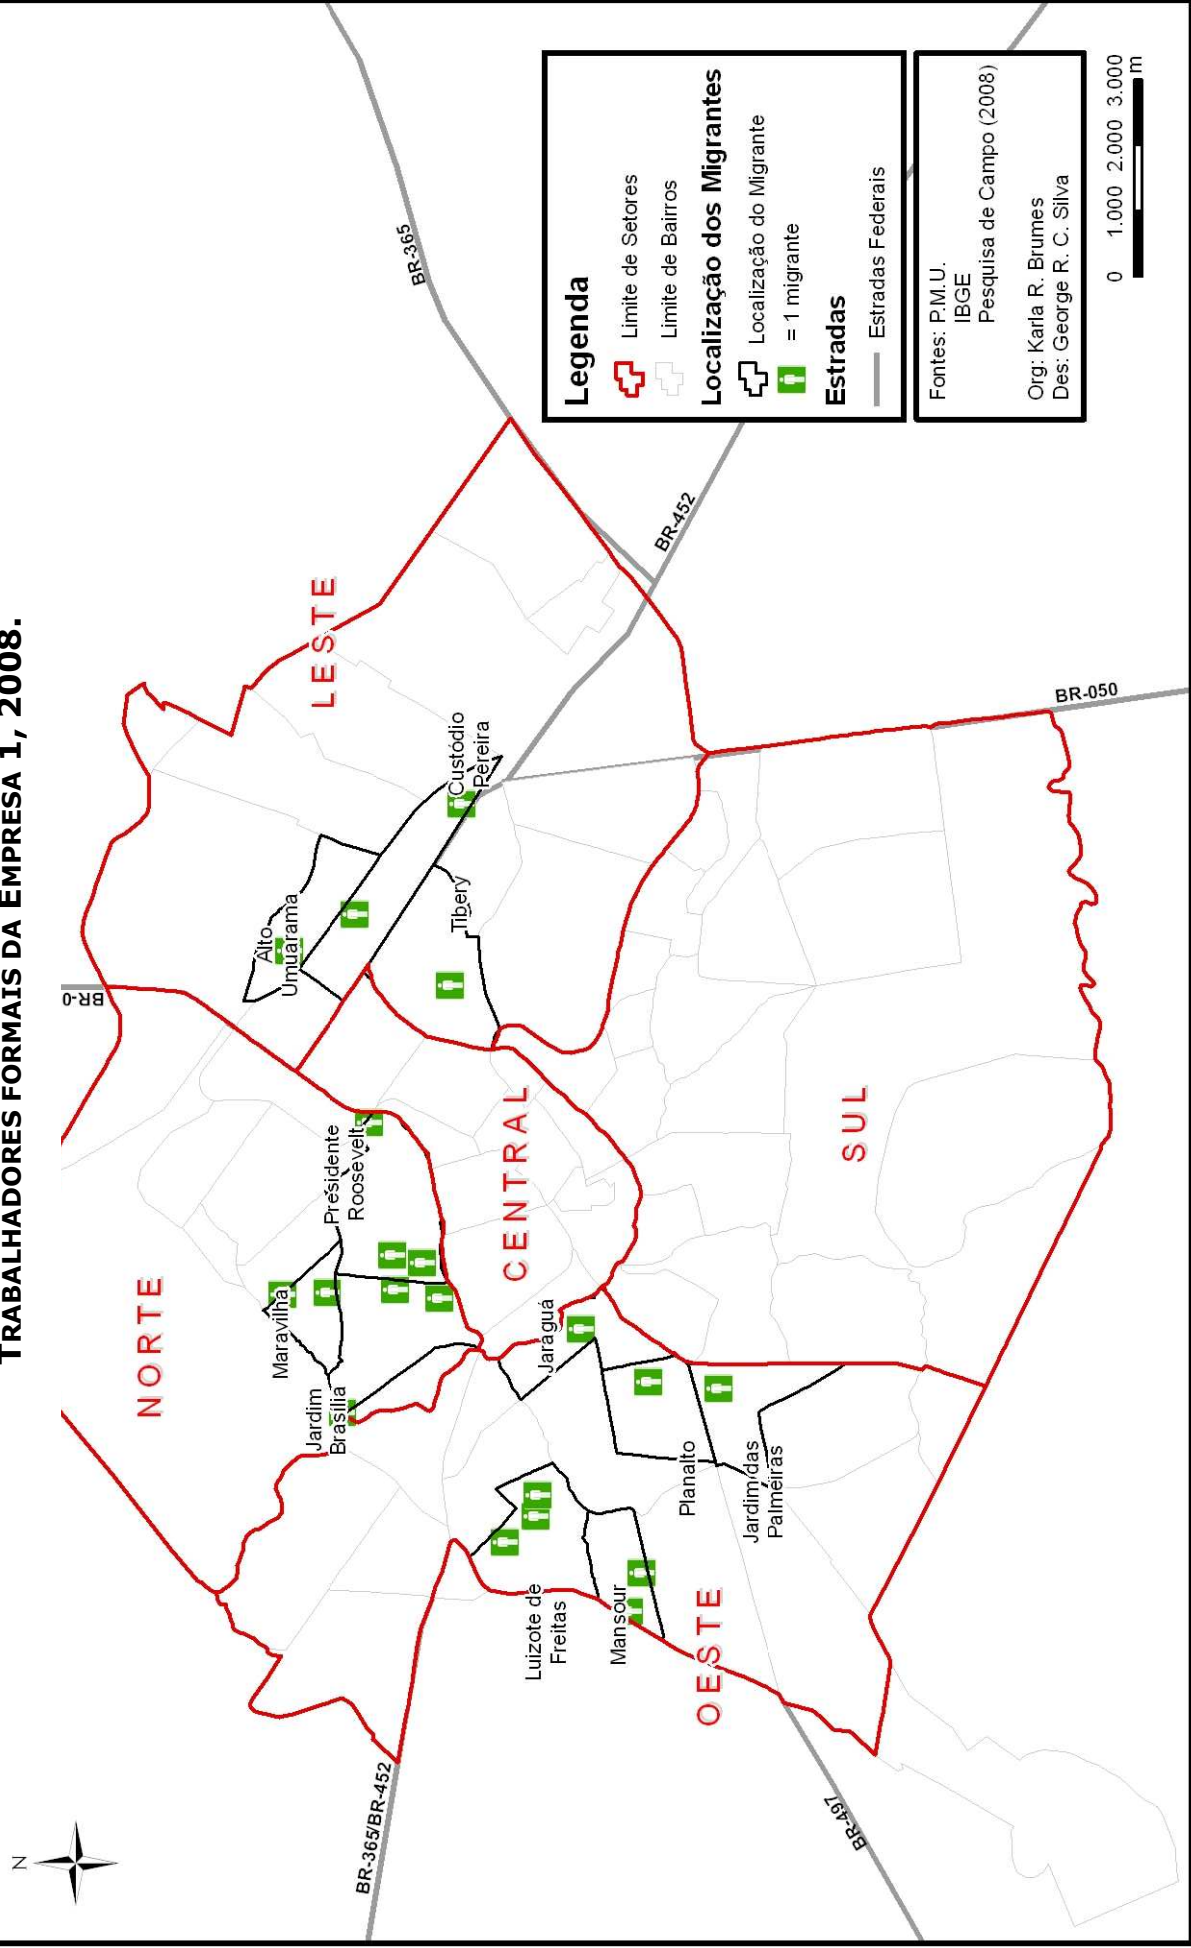 TRABALHADORES FORMAIS DA EMPRESA 1, 2008.
N
NORTE
LESTE
CENTRAL
SUL
OESTE
BR-0
BR-365
BR-452
BR-050
BR-365/BR-452
BR-497
Alto
Umuarama
Custódio
Pereira
Tibery
Presidente
Roosevelt
Maravilha
Jardim
Brasilia
Jaraguá
Luizote de
Freitas
Mansour
Planalto
Jardim das
Palmeiras
Legenda
Limite de Setores
Limite de Bairros
Localização dos Migrantes
Localização do Migrante
= 1 migrante
Estradas
Estradas Federais
Fontes: P.M.U.
IBGE
Pesquisa de Campo (2008)
Org: Karla R. Brumes
Des: George R. C. Silva
0 1.000 2.000 3.000
m